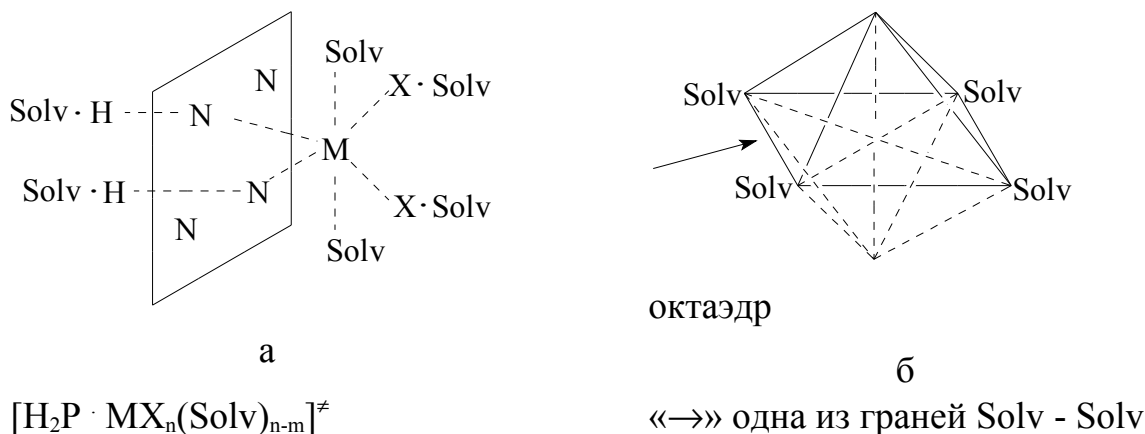 Solv
N
X · Solv
Solv · H
N
M
Solv · H
N
X · Solv
N
Solv
Solv
Solv
Solv
Solv
октаэдр
а
б
[H₂P · MXₙ(Solv)ₙ₋ₘ]≠
«→» одна из граней Solv - Solv